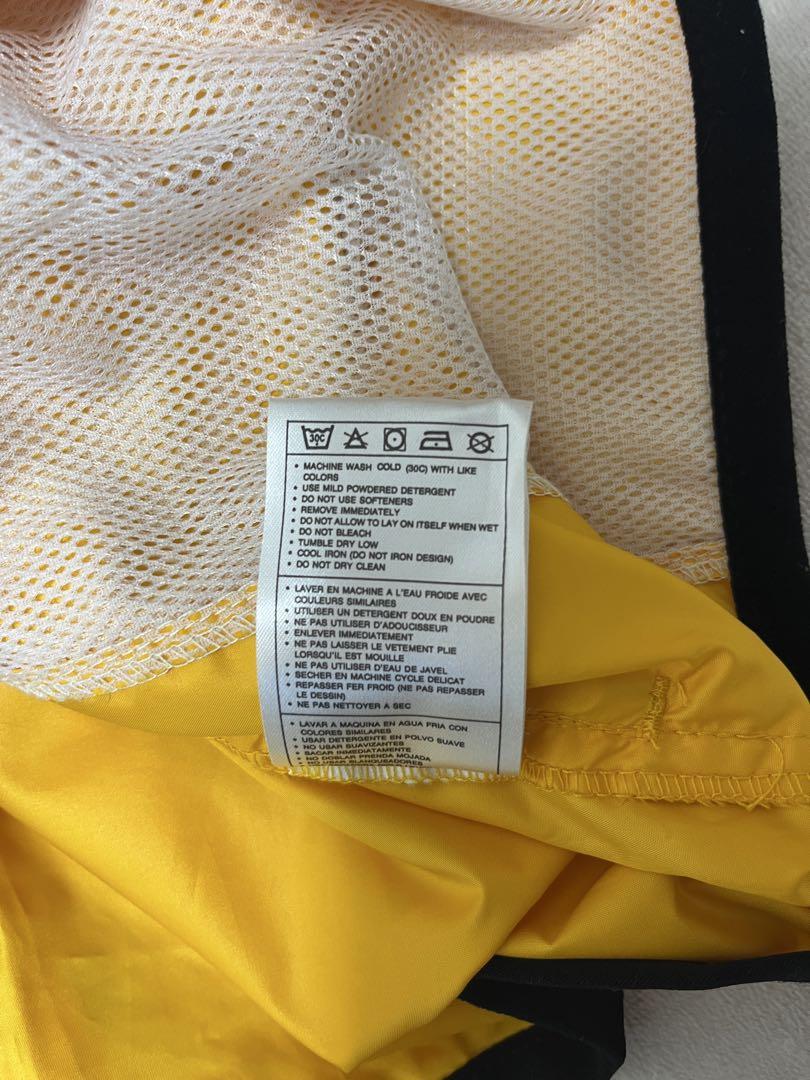 30C
• MACHINE WASH COLD (30C) WITH LIKE
COLORS
• USE MILD POWDERED DETERGENT
• DO NOT USE SOFTENERS
• REMOVE IMMEDIATELY
• DO NOT ALLOW TO LAY ON ITSELF WHEN WET
• DO NOT BLEACH
• TUMBLE DRY LOW
• COOL IRON (DO NOT IRON DESIGN)
• DO NOT DRY CLEAN
• LAVER EN MACHINE A L'EAU FROIDE AVEC
COULEURS SIMILAIRES
• UTILISER UN DETERGENT DOUX EN POUDRE
• NE PAS UTILISER D'ADOUCISSEUR
• ENLEVER IMMEDIATEMENT
• NE PAS LAISSER LE VETEMENT PLIE
LORSQU'IL EST MOUILLE
• NE PAS UTILISER D'EAU DE JAVEL
• SECHER EN MACHINE CYCLE DELICAT
• REPASSER FER FROID (NE PAS REPASSER
LE DESSIN)
• NE PAS NETTOYER A SEC
• LAVAR A MAQUINA EN AGUA FRIA CON
COLORES SIMILARES
• USAR DETERGENTE EN POLVO SUAVE
• NO USAR SUAVIZANTES
• SACAR INMEDIATAMENTE
• NO DOBLAR PRENDA MOJADA
• NO USAR BLANQUEADORES